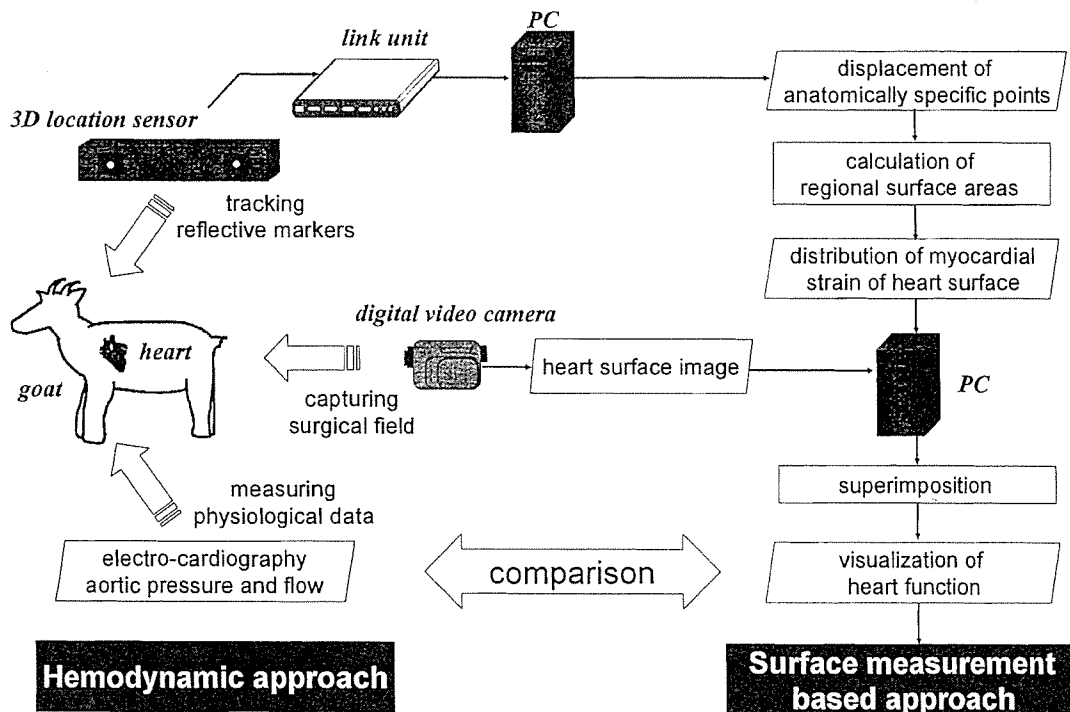 PC
link unit
displacement of
anatomically specific points
3D location sensor
calculation of
regional surface areas
tracking
reflective markers
distribution of myocardial
strain of heart surface
digital video camera
heart
heart surface image
goat
PC
capturing
surgical field
measuring
physiological data
superimposition
electro-cardiography
aortic pressure and flow
comparison
visualization of
heart function
Hemodynamic approach
Surface measurement
based approach